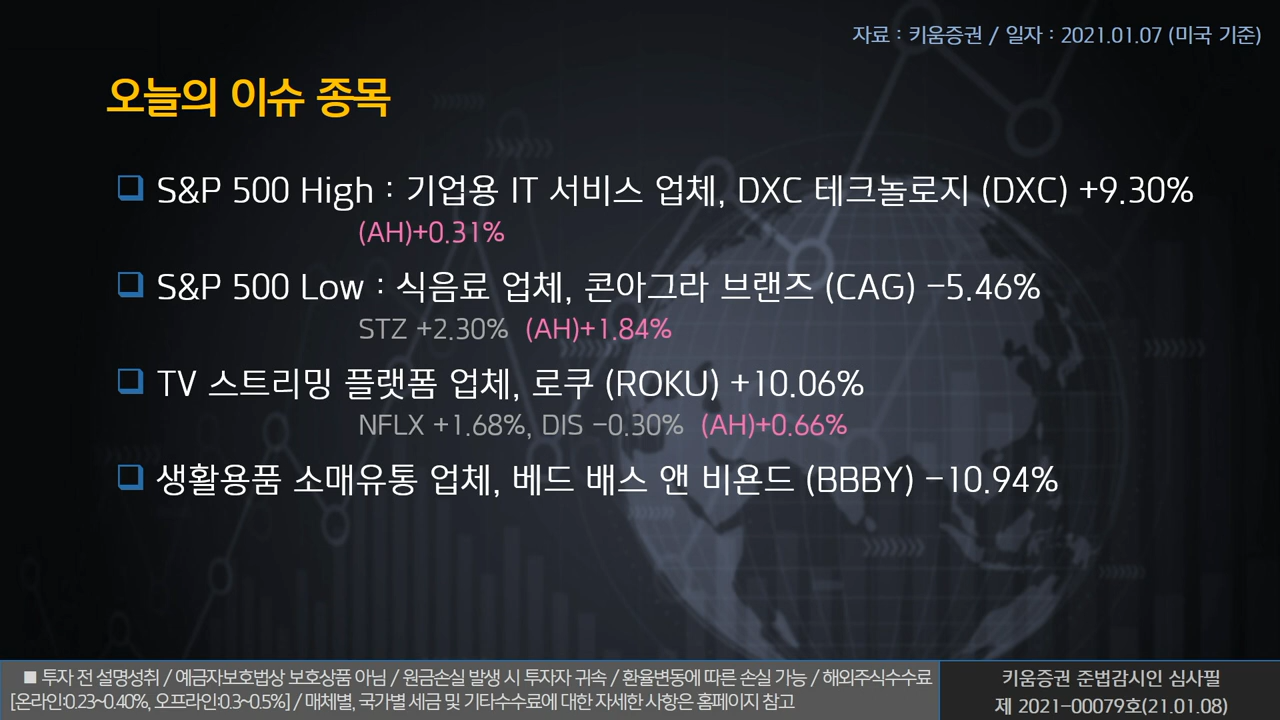 자료 : 키움증권 / 일자 : 2021.01.07 (미국 기준)
오늘의 이슈 종목
❑ S&P 500 High : 기업용 IT 서비스 업체, DXC 테크놀로지 (DXC) +9.30%
(AH)+0.31%
❑ S&P 500 Low : 식음료 업체, 콘아그라 브랜즈 (CAG) -5.46%
STZ +2.30% (AH)+1.84%
❑ TV 스트리밍 플랫폼 업체, 로쿠 (ROKU) +10.06%
NFLX +1.68%, DIS -0.30% (AH)+0.66%
❑ 생활용품 소매유통 업체, 베드 배스 앤 비욘드 (BBBY) -10.94%
■ 투자 전 설명성취 / 예금자보호법상 보호상품 아님 / 원금손실 발생 시 투자자 귀속 / 환율변동에 따른 손실 가능 / 해외주식수수료
[온라인:0.23~0.40%, 오프라인:0.3~0.5%] / 매체별, 국가별 세금 및 기타수수료에 대한 자세한 사항은 홈페이지 참고
키움증권 준법감시인 심사필
제 2021-00079호(21.01.08)